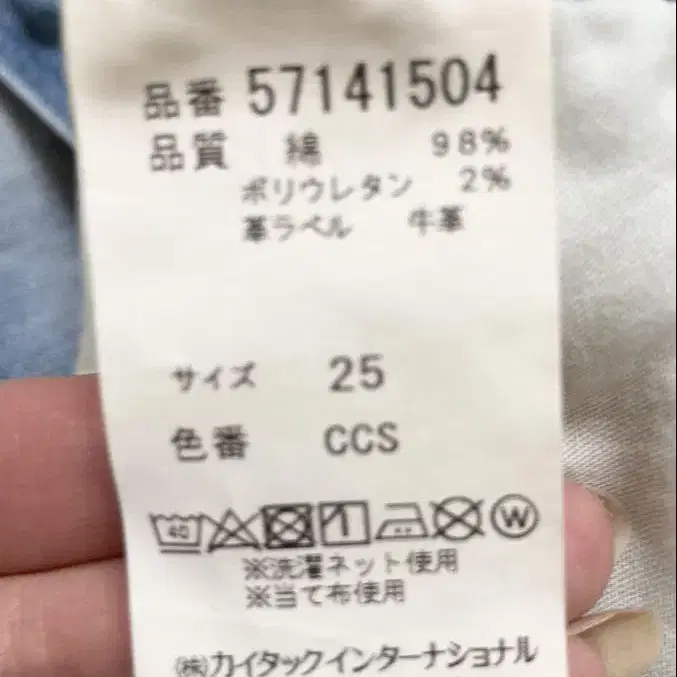 品番 57141504
品質 綿 98%
ポリウレタン 2%
革ラベル 牛革
サイズ 25
色番 CCS
40 W
※洗濯ネット使用
※当て布使用
㈱カイタックインターナショナル